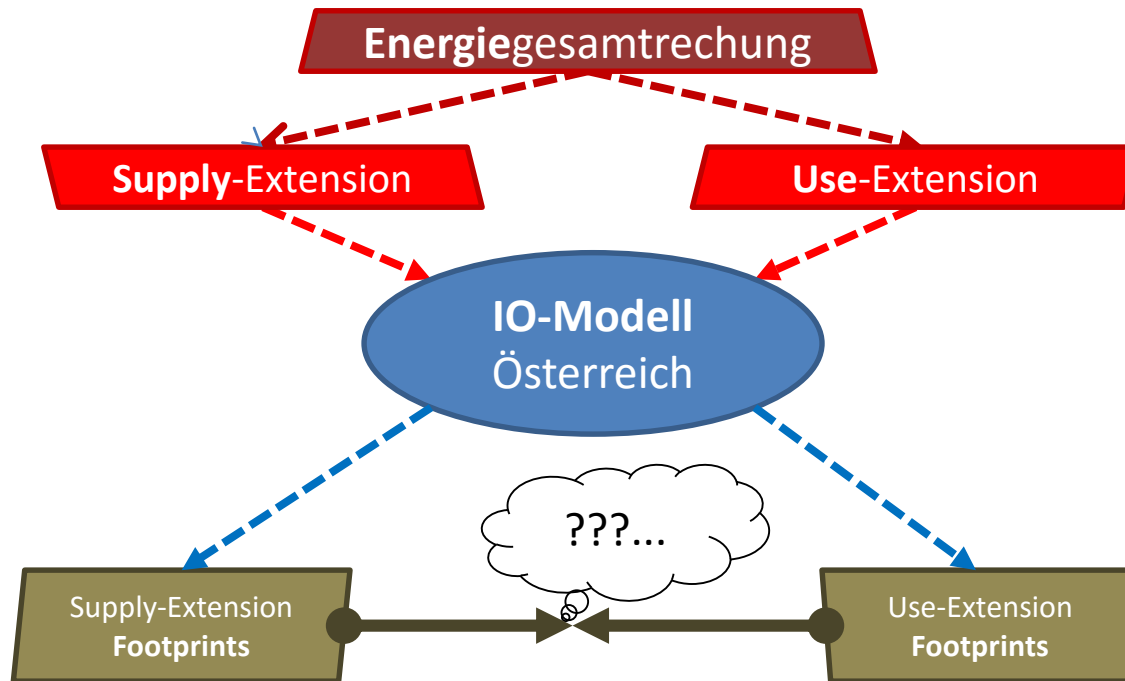 Energiegesamtrechung
Supply-Extension
Use-Extension
IO-Modell
Österreich
???...
Supply-Extension
Footprints
Use-Extension
Footprints